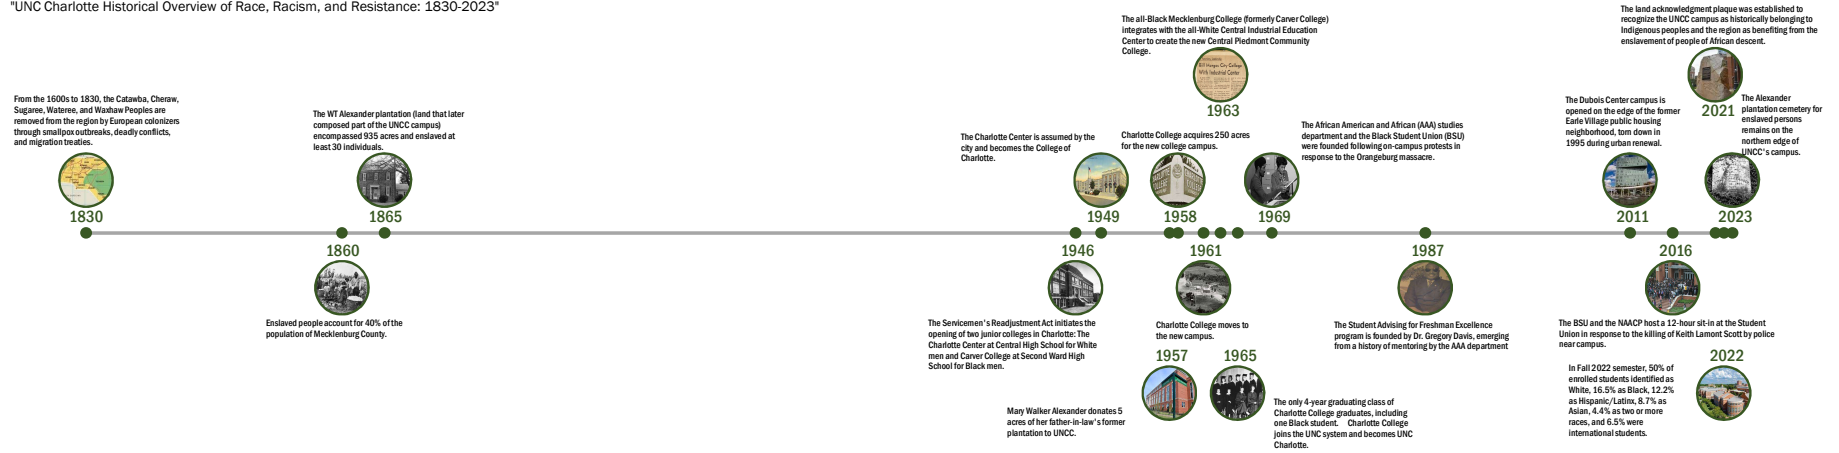 "UNC Charlotte Historical Overview of Race, Racism, and Resistance: 1830-2023"
From the 1600s to 1830, the Catawba, Cheraw,
Sugaree, Wateree, and Waxhaw Peoples are
removed from the region by European colonizers
through smallpox outbreaks, deadly conflicts,
and migration treaties.
1830
Enslaved people account for 40% of the
population of Mecklenburg County.
1860
The WT Alexander plantation (land that later
composed part of the UNCC campus)
encompassed 935 acres and enslaved at
least 30 individuals.
1865
1946
The Servicemen's Readjustment Act initiates the
opening of two junior colleges in Charlotte: The
Charlotte Center at Central High School for White
men and Carver College at Second Ward High
School for Black men.
The Charlotte Center is assumed by the
city and becomes the College of
Charlotte.
1949
1957
Mary Walker Alexander donates 5
acres of her father-in-law's former
plantation to UNCC.
Charlotte College acquires 250 acres
for the new college campus.
1958
1961
Charlotte College moves to
the new campus.
The all-Black Mecklenburg College (formerly Carver College)
integrates with the all-White Central Industrial Education
Center to create the new Central Piedmont Community
College.
Bill Merges City College
With Industrial Center
1963
1965
The only 4-year graduating class of
Charlotte College graduates, including
one Black student. Charlotte College
joins the UNC system and becomes UNC
Charlotte.
The African American and African (AAA) studies
department and the Black Student Union (BSU)
were founded following on-campus protests in
response to the Orangeburg massacre.
1969
1987
The Student Advising for Freshman Excellence
program is founded by Dr. Gregory Davis, emerging
from a history of mentoring by the AAA department
The Dubois Center campus is
opened on the edge of the former
Earle Village public housing
neighborhood, torn down in
1995 during urban renewal.
2011
2016
The BSU and the NAACP host a 12-hour sit-in at the Student
Union in response to the killing of Keith Lamont Scott by police
near campus.
The land acknowledgment plaque was established to
recognize the UNCC campus as historically belonging to
Indigenous peoples and the region as benefiting from the
enslavement of people of African descent.
2021
2022
In Fall 2022 semester, 50% of
enrolled students identified as
White, 16.5% as Black, 12.2%
as Hispanic/Latinx, 8.7% as
Asian, 4.4% as two or more
races, and 6.5% were
international students.
The Alexander
plantation cemetery for
enslaved persons
remains on the
northern edge of
UNCC's campus.
2023